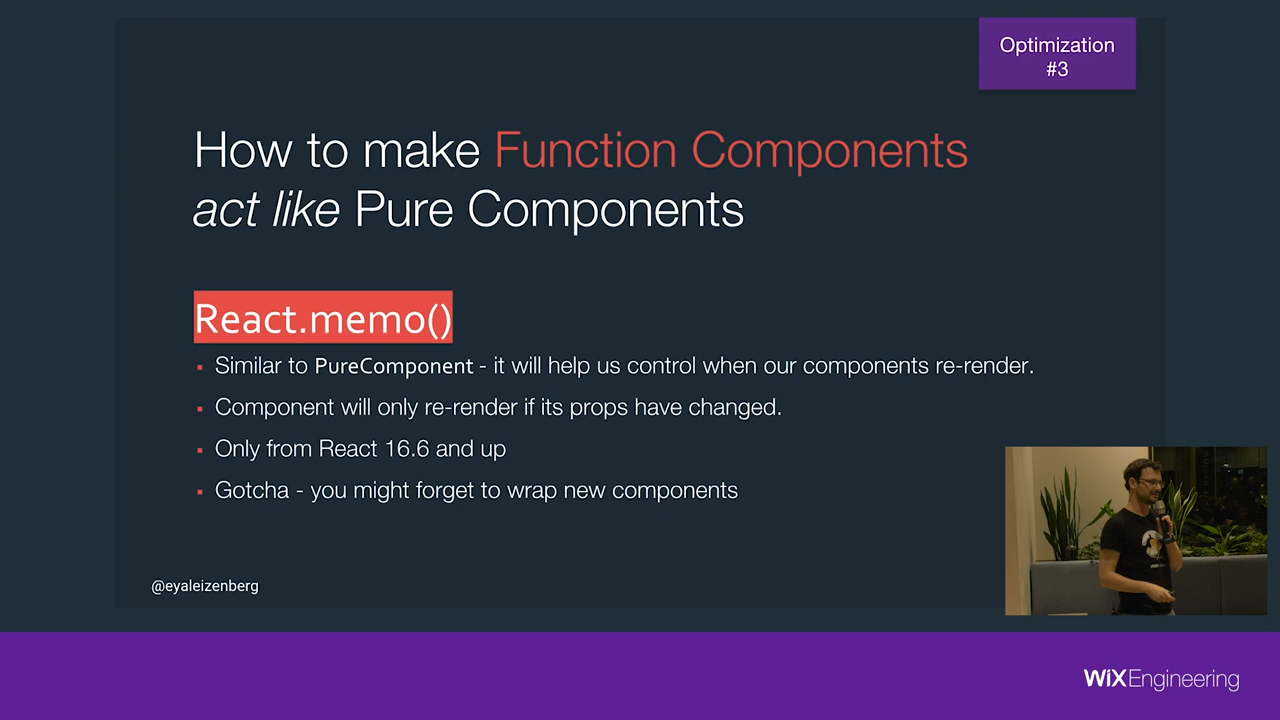 Optimization
#3
How to make Function Components
act like Pure Components
React.memo()
Similar to PureComponent - it will help us control when our components re-render.
Component will only re-render if its props have changed.
Only from React 16.6 and up
Gotcha - you might forget to wrap new components
@eyaleizenberg
WiXEngineering